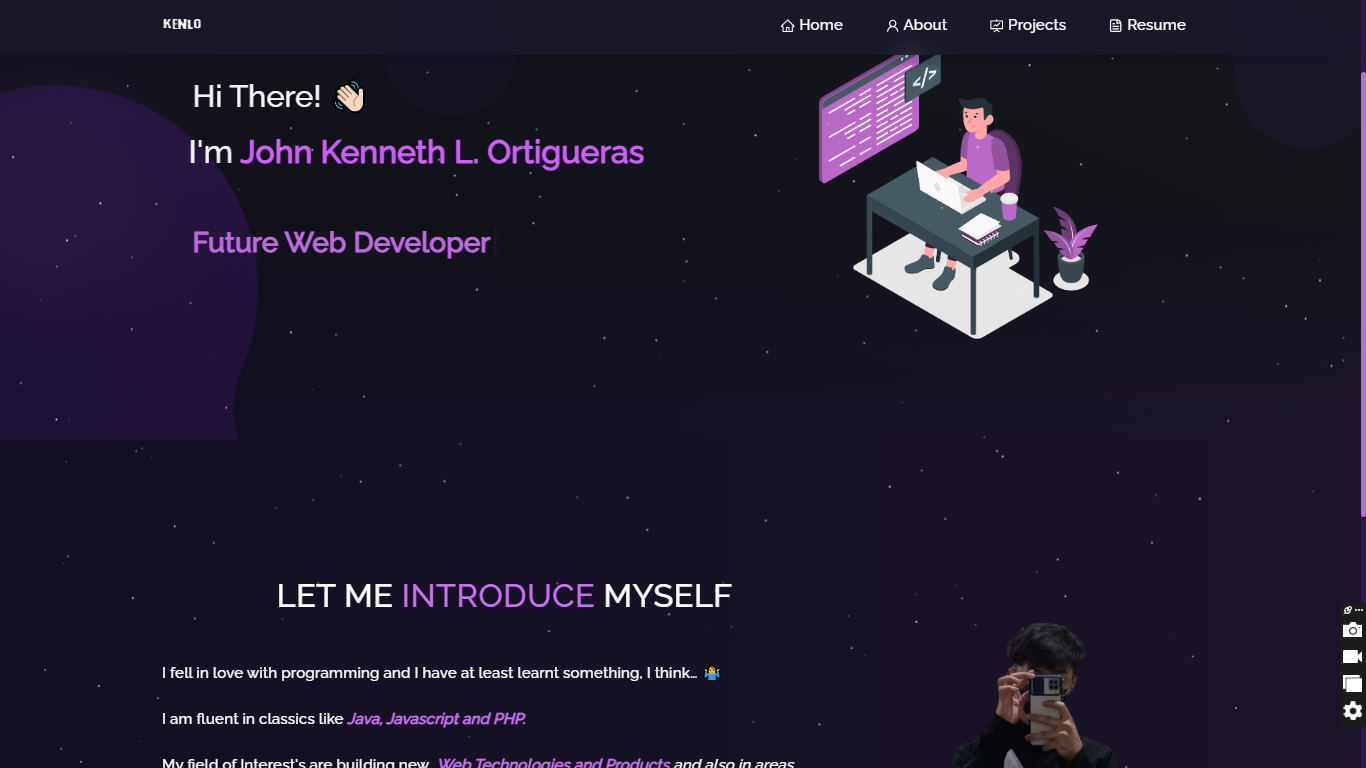 KENLO
Home
About
Projects
Resume
Hi There! 👋🏻
</>
I'm John Kenneth L. Ortigueras
Future Web Developer
LET ME INTRODUCE MYSELF
I fell in love with programming and I have at least learnt something, I think… 🤷‍♂️
I am fluent in classics like Java, Javascript and PHP.
My field of Interest's are building new Web Technologies and Products and also in areas